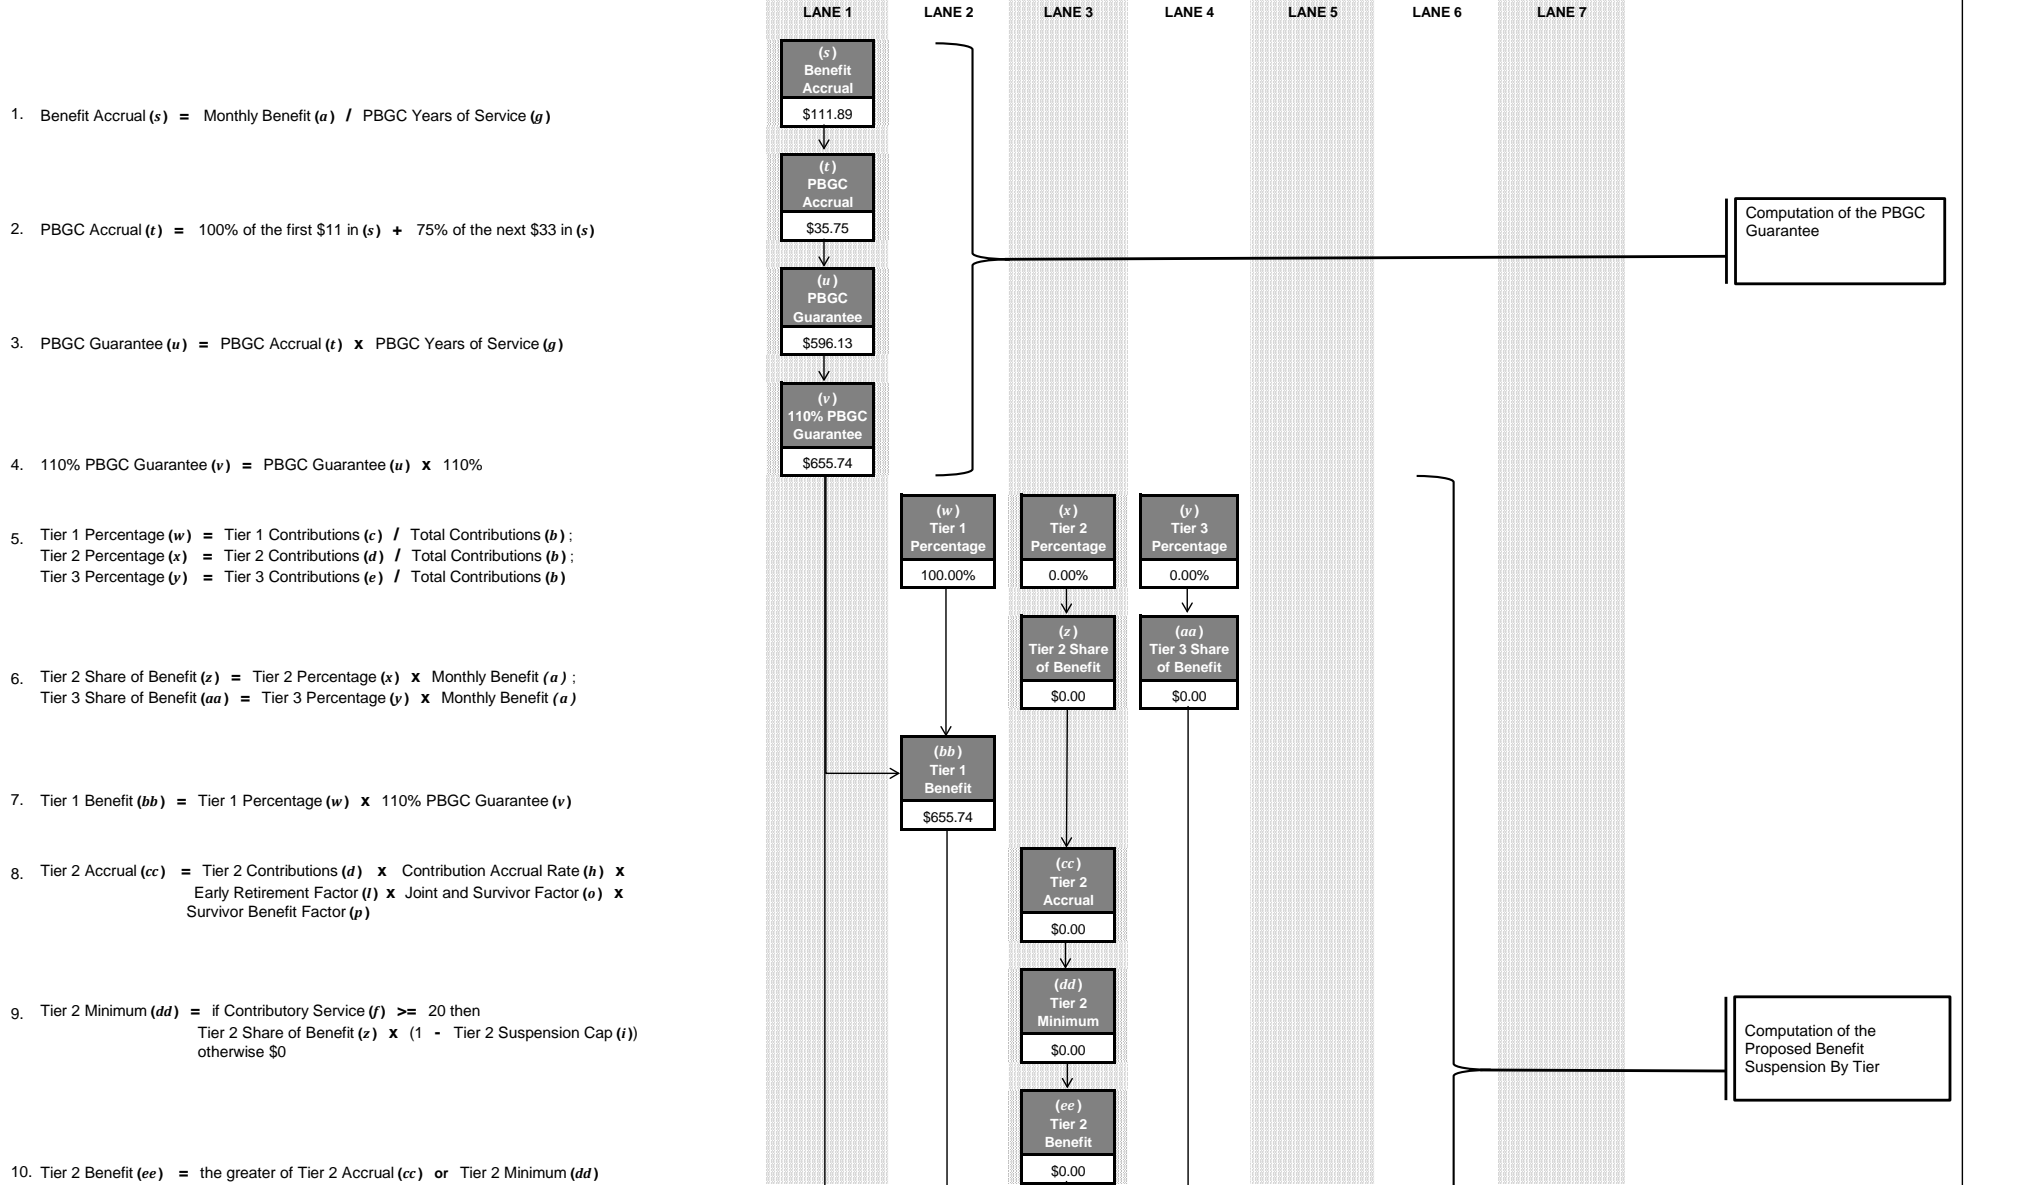 LANE 1 LANE 2 LANE 3 LANE 4 LANE 5 LANE 6 LANE 7
(s)
Benefit
Accrual
1. Benefit Accrual (s) = Monthly Benefit (a) / PBGC Years of Service (g)
$111.89
(t)
PBGC
Accrual
2. PBGC Accrual (t) = 100% of the first $11 in (s) + 75% of the next $33 in (s)
$35.75
Computation of the PBGC
Guarantee
(u)
PBGC
Guarantee
3. PBGC Guarantee (u) = PBGC Accrual (t) x PBGC Years of Service (g)
$596.13
(v)
110% PBGC
Guarantee
4. 110% PBGC Guarantee (v) = PBGC Guarantee (u) x 110%
$655.74
5. Tier 1 Percentage (w) = Tier 1 Contributions (c) / Total Contributions (b) ;
Tier 2 Percentage (x) = Tier 2 Contributions (d) / Total Contributions (b) ;
Tier 3 Percentage (y) = Tier 3 Contributions (e) / Total Contributions (b)
(w)
Tier 1
Percentage
100.00%
(x)
Tier 2
Percentage
0.00%
(y)
Tier 3
Percentage
0.00%
6. Tier 2 Share of Benefit (z) = Tier 2 Percentage (x) x Monthly Benefit (a) ;
Tier 3 Share of Benefit (aa) = Tier 3 Percentage (y) x Monthly Benefit (a)
(z)
Tier 2 Share
of Benefit
$0.00
(aa)
Tier 3 Share
of Benefit
$0.00
(bb)
Tier 1
Benefit
7. Tier 1 Benefit (bb) = Tier 1 Percentage (w) x 110% PBGC Guarantee (v)
$655.74
8. Tier 2 Accrual (cc) = Tier 2 Contributions (d) x Contribution Accrual Rate (h) x
Early Retirement Factor (l) x Joint and Survivor Factor (o) x
Survivor Benefit Factor (p)
(cc)
Tier 2
Accrual
$0.00
9. Tier 2 Minimum (dd) = if Contributory Service (f) >= 20 then
Tier 2 Share of Benefit (z) x (1 - Tier 2 Suspension Cap (i))
otherwise $0
(dd)
Tier 2
Minimum
$0.00
Computation of the
Proposed Benefit
Suspension By Tier
(ee)
Tier 2
Benefit
10. Tier 2 Benefit (ee) = the greater of Tier 2 Accrual (cc) or Tier 2 Minimum (dd)
$0.00